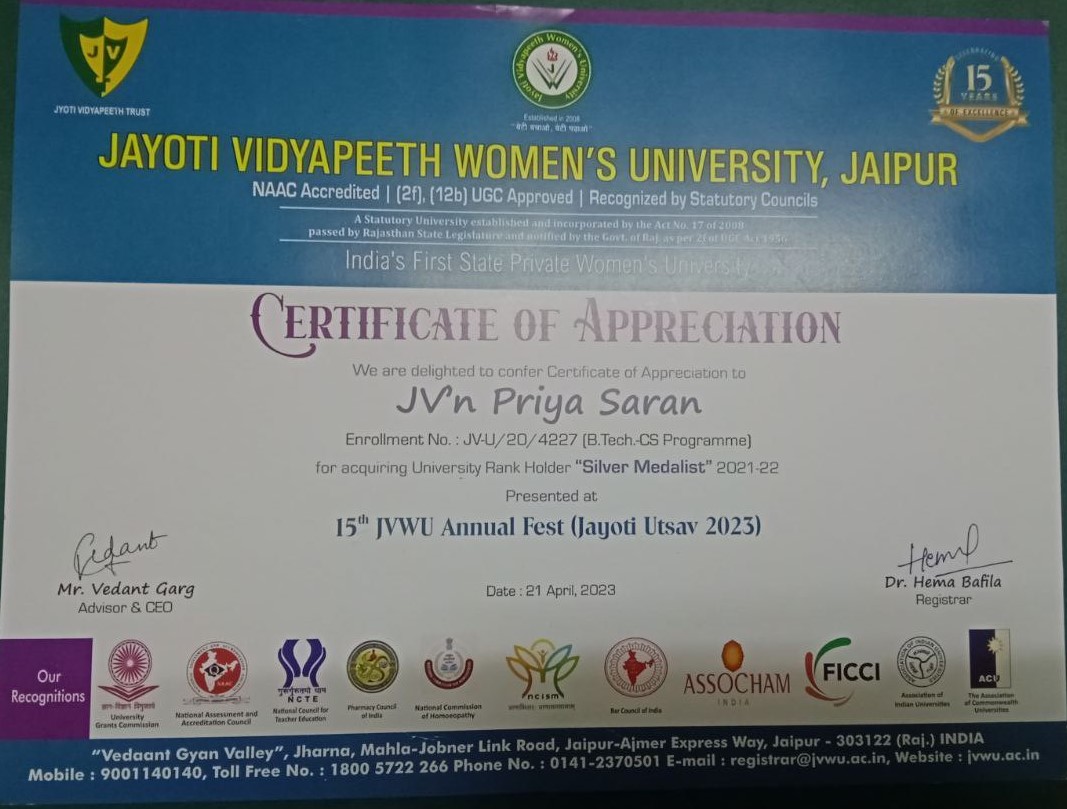 JV
JYOTI VIDYAPEETH TRUST
Jayoti Vidyapeeth Women's University
Established in 2008
"बेटी बचाओ, बेटी पढ़ाओ"
CELEBRATING
15
YEARS
OF EXCELLENCE
JAYOTI VIDYAPEETH WOMEN'S UNIVERSITY, JAIPUR
NAAC Accredited | (2f), (12b) UGC Approved | Recognized by Statutory Councils
A Statutory University established and incorporated by the Act No. 17 of 2008
passed by Rajasthan State Legislature and notified by the Govt. of Raj. as per 2f of UGC Act 1956
India's First State Private Women's University
CERTIFICATE OF APPRECIATION
We are delighted to confer Certificate of Appreciation to
JV'n Priya Saran
Enrollment No. : JV-U/20/4227 (B.Tech.-CS Programme)
for acquiring University Rank Holder "Silver Medalist" 2021-22
Presented at
15th JVWU Annual Fest (Jayoti Utsav 2023)
Vedant
Mr. Vedant Garg
Advisor & CEO
Date : 21 April, 2023
Hema
Dr. Hema Bafila
Registrar
Our
Recognitions
ज्ञान-विज्ञान विमुक्तये
University
Grants Commission
NAAC
National Assessment and
Accreditation Council
NCTE
National Council for
Teacher Education
Pharmacy Council
of India
National Commission
of Homoeopathy
ncism
Bar Council of India
ASSOCHAM
INDIA
FICCI
Association of
Indian Universities
ACU
The Association
of Commonwealth
Universities
"Vedaant Gyan Valley", Jharna, Mahla-Jobner Link Road, Jaipur-Ajmer Express Way, Jaipur - 303122 (Raj.) INDIA
Mobile : 9001140140, Toll Free No. : 1800 5722 266 Phone No. : 0141-2370501 E-mail : registrar@jvwu.ac.in, Website : jvwu.ac.in